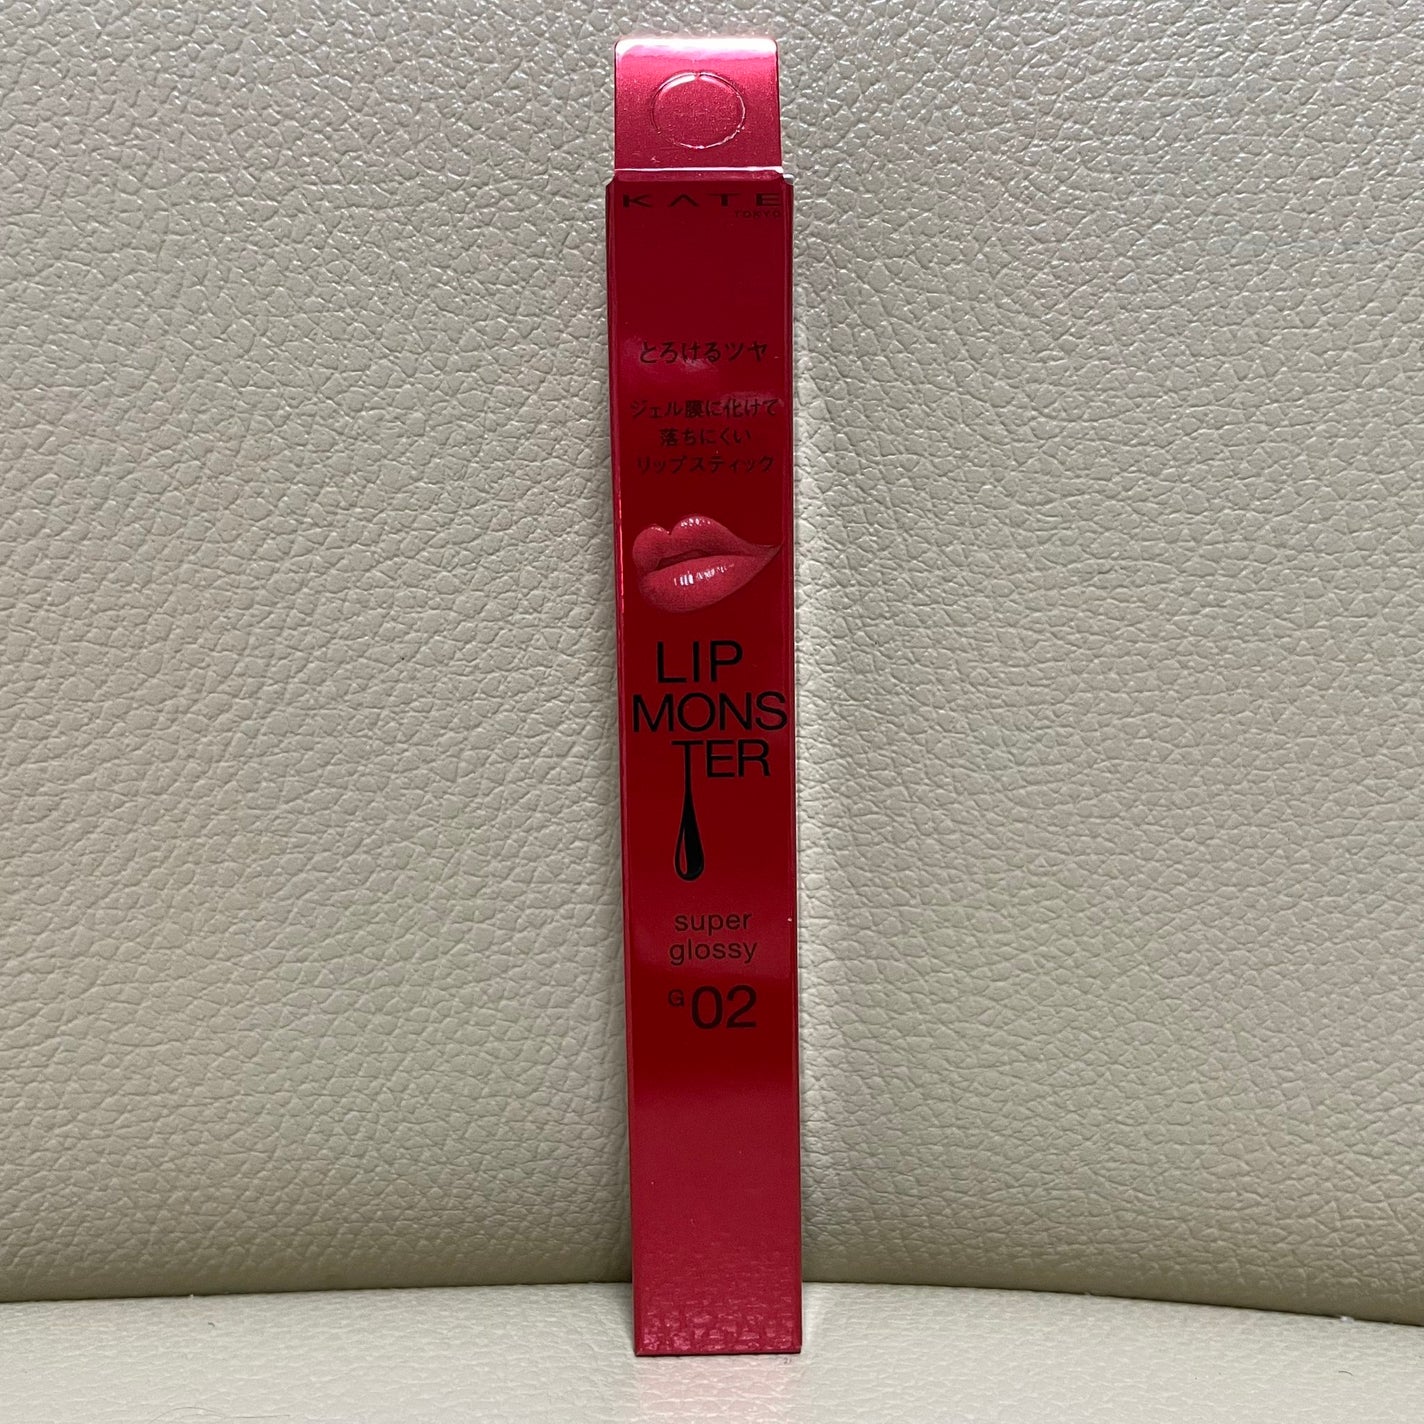 KATE
TOKYO
とろけるツヤ
ジェル膜に化けて
落ちにくい
リップスティック
LIP
MONS
TER
super
glossy
G02